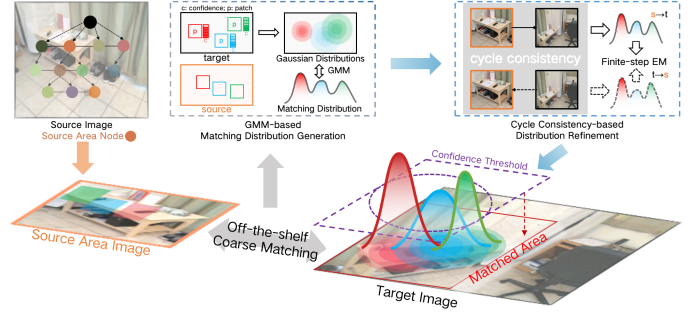 Source Image
Source Area Node
Source Area Image
c: confidence; p: patch
p
c
p
c
p
c
target
source
Gaussian Distributions
GMM
Matching Distribution
GMM-based
Matching Distribution Generation
cycle consistency
s→t
Finite-step EM
t→s
Cycle Consistency-based
Distribution Refinement
Off-the-shelf
Coarse Matching
Confidence Threshold
Matched Area
Target Image